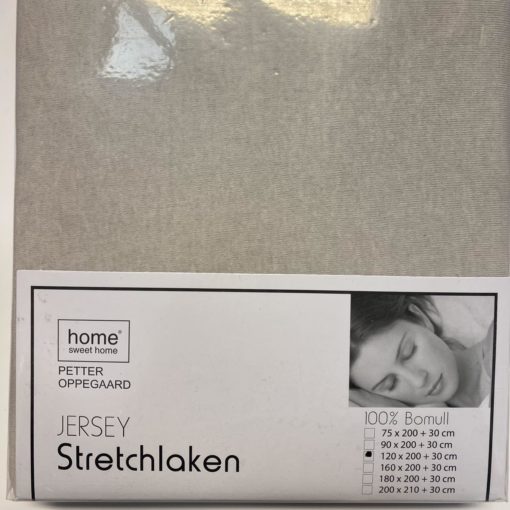 home®
sweet home
PETTER
OPPEGAARD
JERSEY
Stretchlaken
100% Bomull
75 x 200 + 30 cm
90 x 200 + 30 cm
120 x 200 + 30 cm
160 x 200 + 30 cm
180 x 200 + 30 cm
200 x 210 + 30 cm